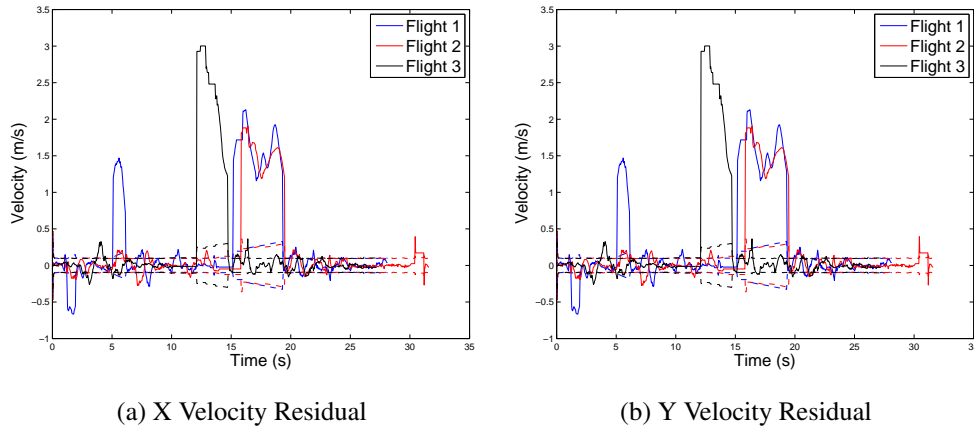 3.5
3
2.5
2
1.5
1
0.5
0
−0.5
−1
Velocity (m/s)
0 5 10 15 20 25 30 35
Time (s)
Flight 1
Flight 2
Flight 3
(a) X Velocity Residual
3.5
3
2.5
2
1.5
1
0.5
0
−0.5
−1
Velocity (m/s)
0 5 10 15 20 25 30 35
Time (s)
Flight 1
Flight 2
Flight 3
(b) Y Velocity Residual